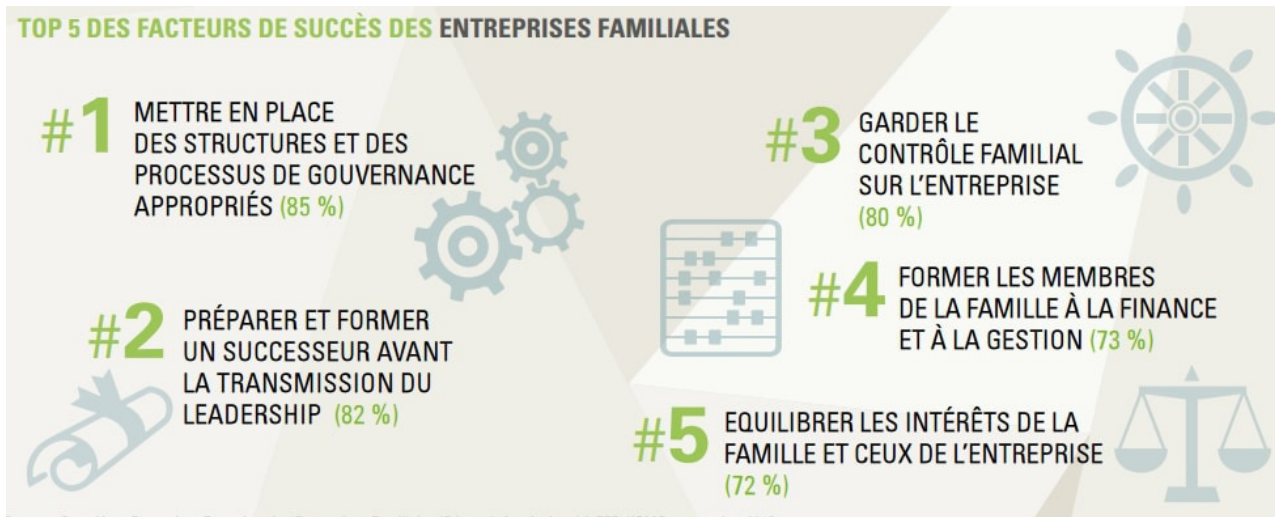 TOP 5 DES FACTEURS DE SUCCÈS DES ENTREPRISES FAMILIALES
#1 METTRE EN PLACE
DES STRUCTURES ET DES
PROCESSUS DE GOUVERNANCE
APPROPRIÉS (85 %)
#2 PRÉPARER ET FORMER
UN SUCCESSEUR AVANT
LA TRANSMISSION DU
LEADERSHIP (82 %)
#3 GARDER LE
CONTRÔLE FAMILIAL
SUR L’ENTREPRISE
(80 %)
#4 FORMER LES MEMBRES
DE LA FAMILLE À LA FINANCE
ET À LA GESTION (73 %)
#5 EQUILIBRER LES INTÉRÊTS DE LA
FAMILLE ET CEUX DE L’ENTREPRISE
(72 %)